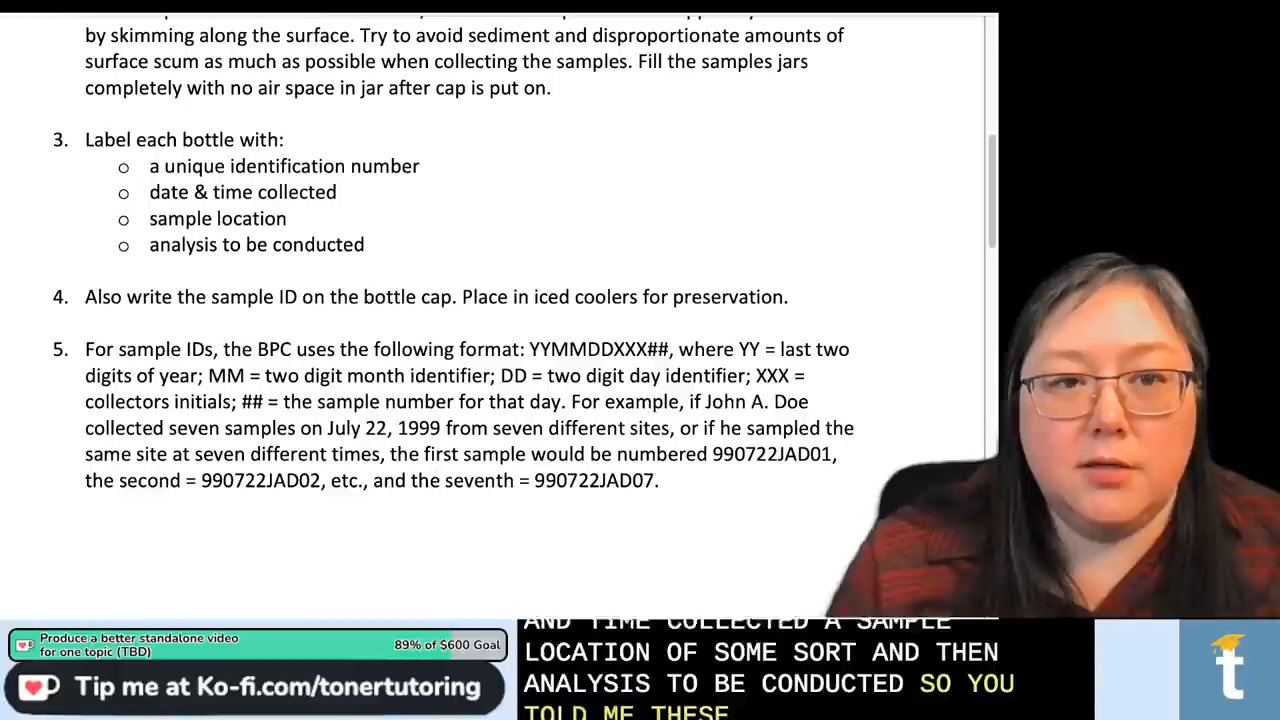 by skimming along the surface. Try to avoid sediment and disproportionate amounts of
surface scum as much as possible when collecting the samples. Fill the samples jars
completely with no air space in jar after cap is put on.
3. Label each bottle with:
o a unique identification number
o date & time collected
o sample location
o analysis to be conducted
4. Also write the sample ID on the bottle cap. Place in iced coolers for preservation.
5. For sample IDs, the BPC uses the following format: YYMMDDXXX##, where YY = last two
digits of year; MM = two digit month identifier; DD = two digit day identifier; XXX =
collectors initials; ## = the sample number for that day. For example, if John A. Doe
collected seven samples on July 22, 1999 from seven different sites, or if he sampled the
same site at seven different times, the first sample would be numbered 990722JAD01,
the second = 990722JAD02, etc., and the seventh = 990722JAD07.
Produce a better standalone video
for one topic (TBD)
89% of $600 Goal
Tip me at Ko-fi.com/tonertutoring
AND TIME COLLECTED A SAMPLE
LOCATION OF SOME SORT AND THEN
ANALYSIS TO BE CONDUCTED SO YOU
TOLD ME THESE
t